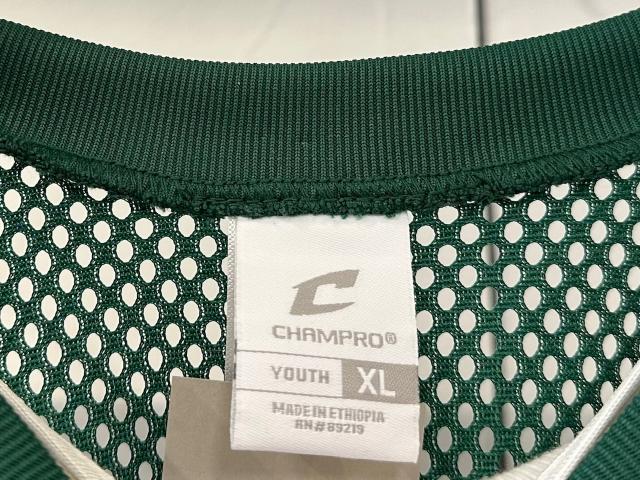 CHAMPRO®
YOUTH XL
MADE IN ETHIOPIA
RN#89219